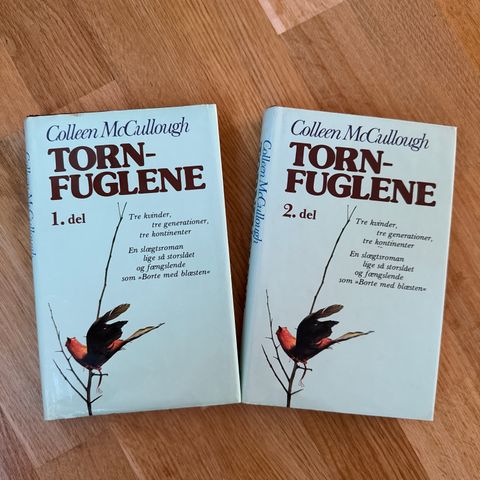 Colleen McCullough
TORN-
FUGLENE
1. del
Tre kvinder,
tre generationer,
tre kontinenter
En slægtsroman
lige så storslået
og fængslende
som »Borte med blæsten«
Colleen McCullough
Colleen McCullough
TORN-
FUGLENE
2. del
Tre kvinder,
tre generationer,
tre kontinenter
En slægtsroman
lige så storslået
og fængslende
som »Borte med blæsten«
Colleen McCullough